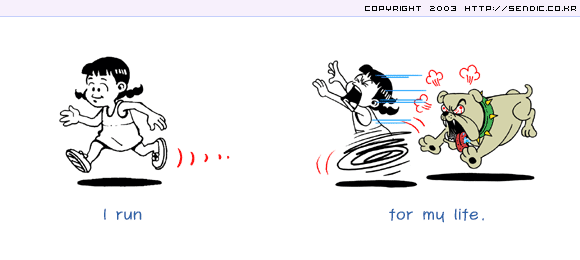 COPYRIGHT 2003 HTTP://SENDIC.CO.KR
I run
for my life.